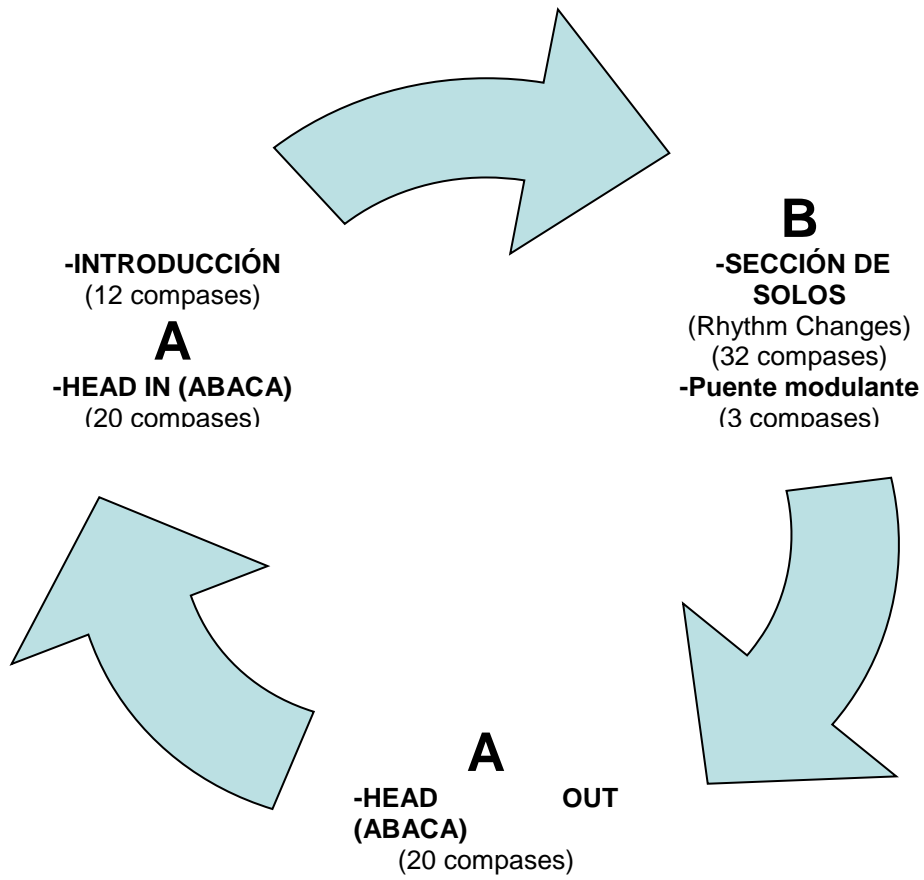 -INTRODUCCIÓN
(12 compases)
A
-HEAD IN (ABACA)
(20 compases)
B
-SECCIÓN DE
SOLOS
(Rhythm Changes)
(32 compases)
-Puente modulante
(3 compases)
A
-HEAD OUT
(ABACA)
(20 compases)